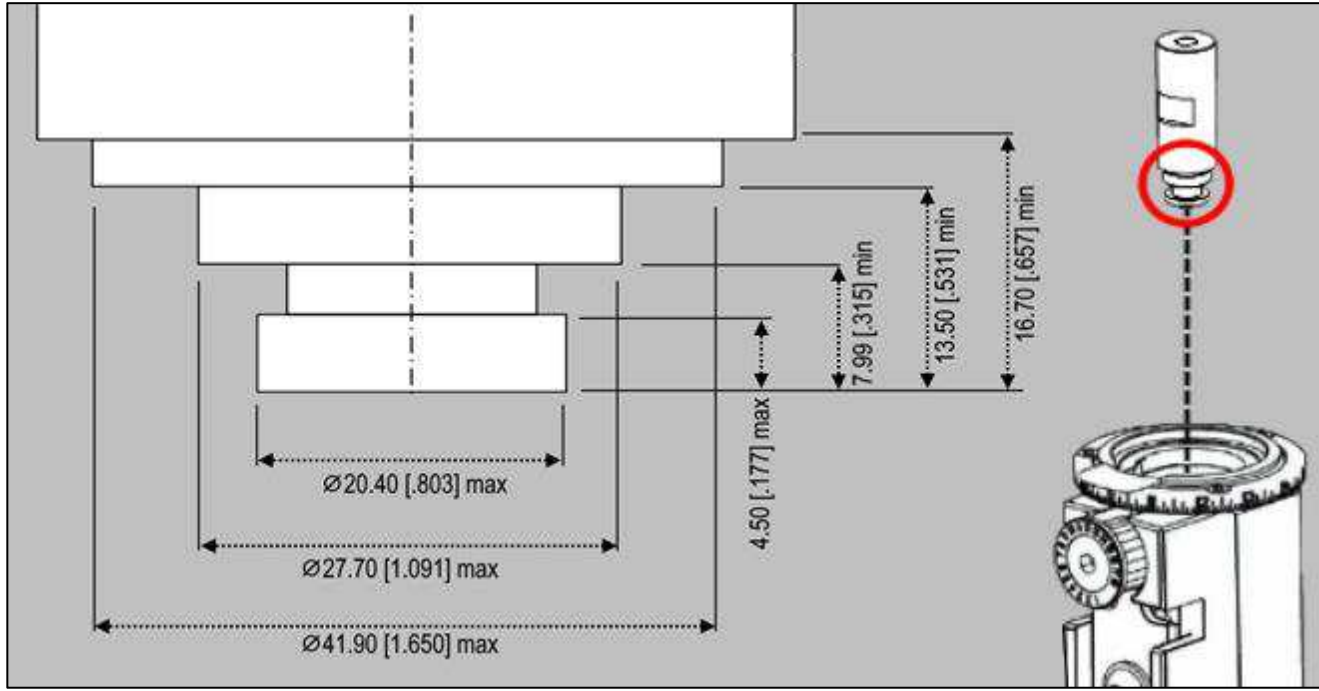 4.50 [.177] max
7.99 [.315] min
13.50 [.531] min
16.70 [.657] min
Ø20.40 [.803] max
Ø27.70 [1.091] max
Ø41.90 [1.650] max